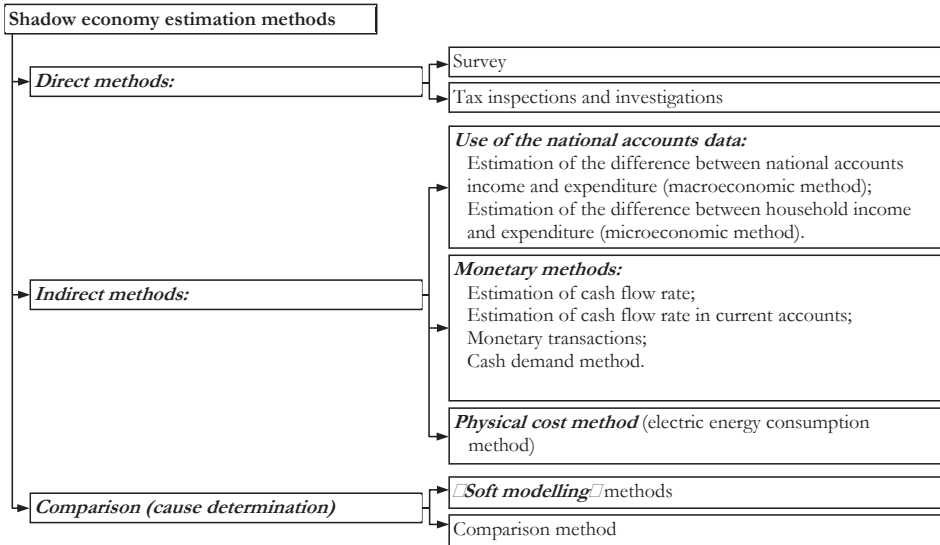 Shadow economy estimation methods
Direct methods:
Survey
Tax inspections and investigations
Indirect methods:
Use of the national accounts data:
Estimation of the difference between national accounts
income and expenditure (macroeconomic method);
Estimation of the difference between household income
and expenditure (microeconomic method).
Monetary methods:
Estimation of cash flow rate;
Estimation of cash flow rate in current accounts;
Monetary transactions;
Cash demand method.
Physical cost method (electric energy consumption
method)
Comparison (cause determination)
□Soft modelling□ methods
Comparison method